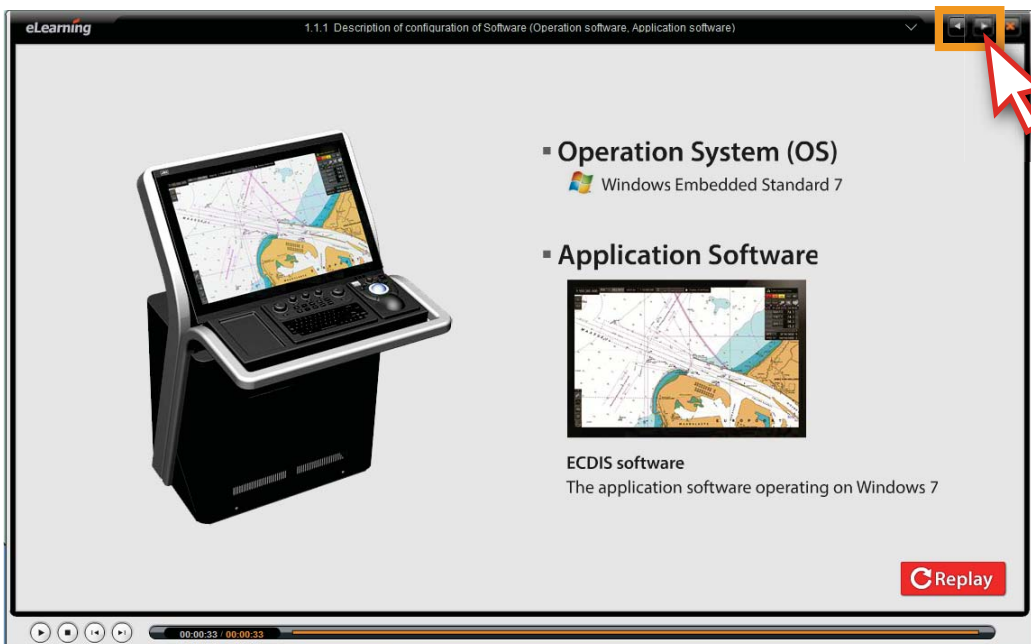 eLearning
1.1.1 Description of configuration of Software (Operation software, Application software)
Operation System (OS)
Windows Embedded Standard 7
Application Software
ECDIS software
The application software operating on Windows 7
Replay
00:00:33 / 00:00:33